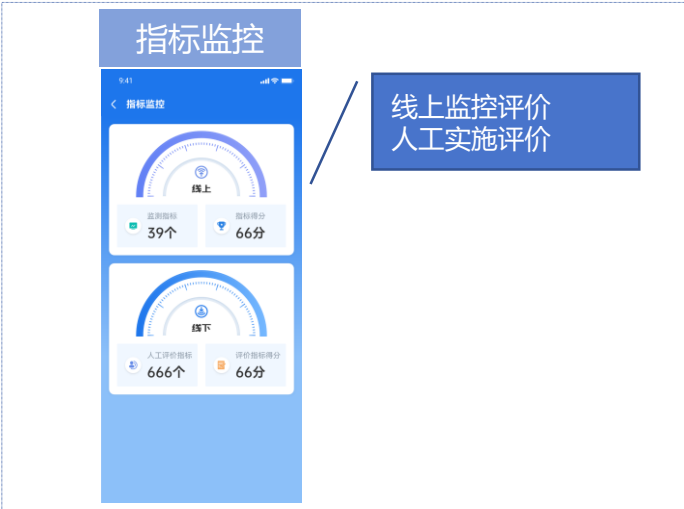 指标监控
9:41
指标监控
线上
监测指标
39个
指标得分
66分
线下
人工评价指标
666个
评价指标得分
66分
线上监控评价
人工实施评价